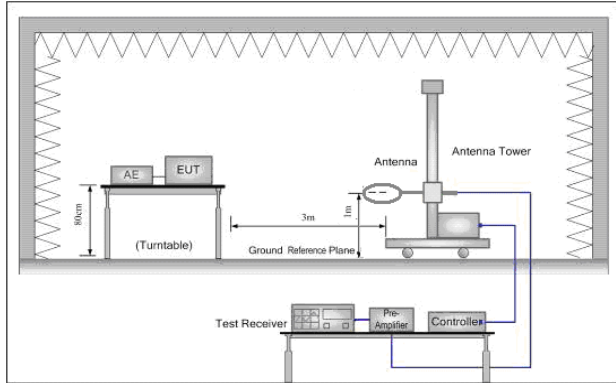 Antenna
Antenna Tower
AE
EUT
80cm
(Turntable)
3m
1m
Ground Reference Plane
Test Receiver
Pre-
Amplifier
Controller